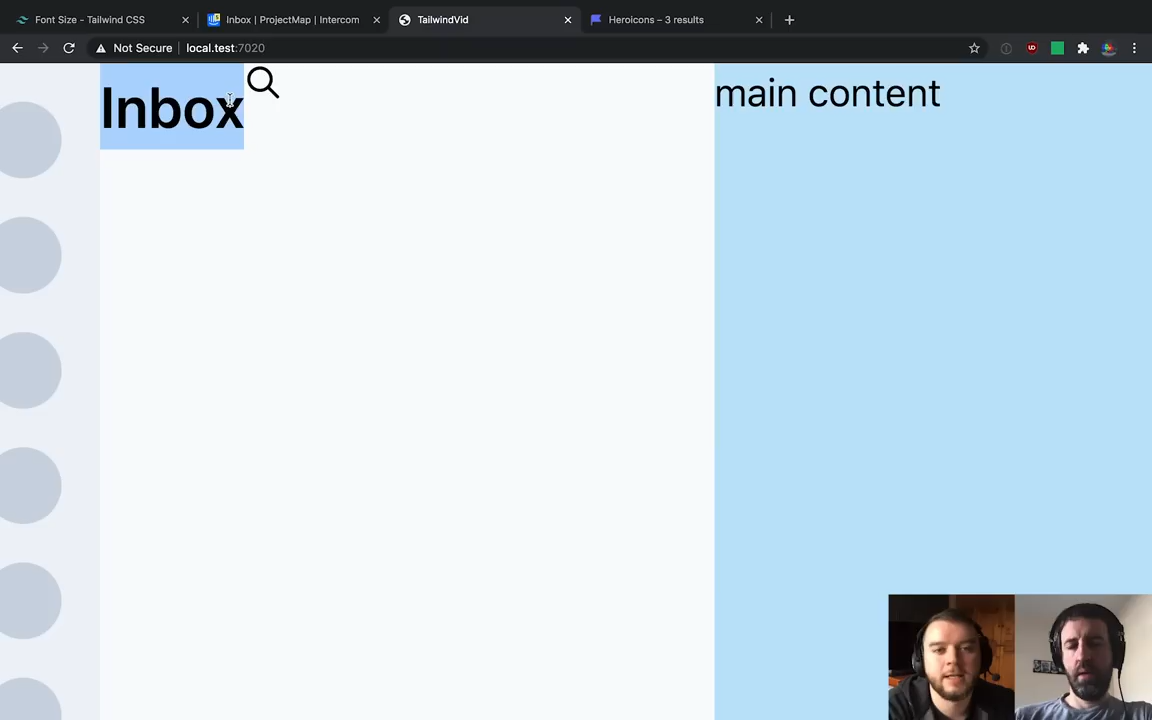 Font Size - Tailwind CSS
Inbox | ProjectMap | Intercom
TailwindVid
Heroicons – 3 results
Not Secure
local.test:7020
Inbox
main content